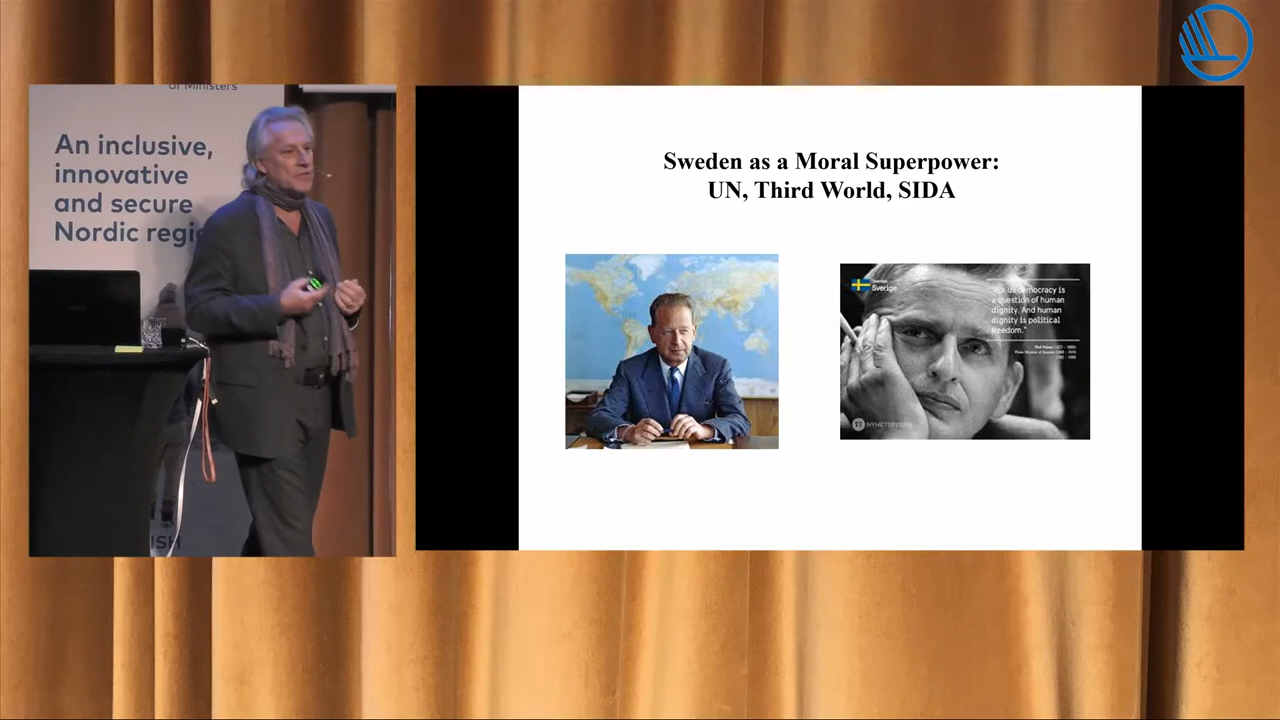 of Ministers
An inclusive,
innovative
and secure
Nordic regi
ISH
Sweden as a Moral Superpower:
UN, Third World, SIDA
Sverige
"For us democracy is
a question of human
dignity. And human
dignity is political
freedom."